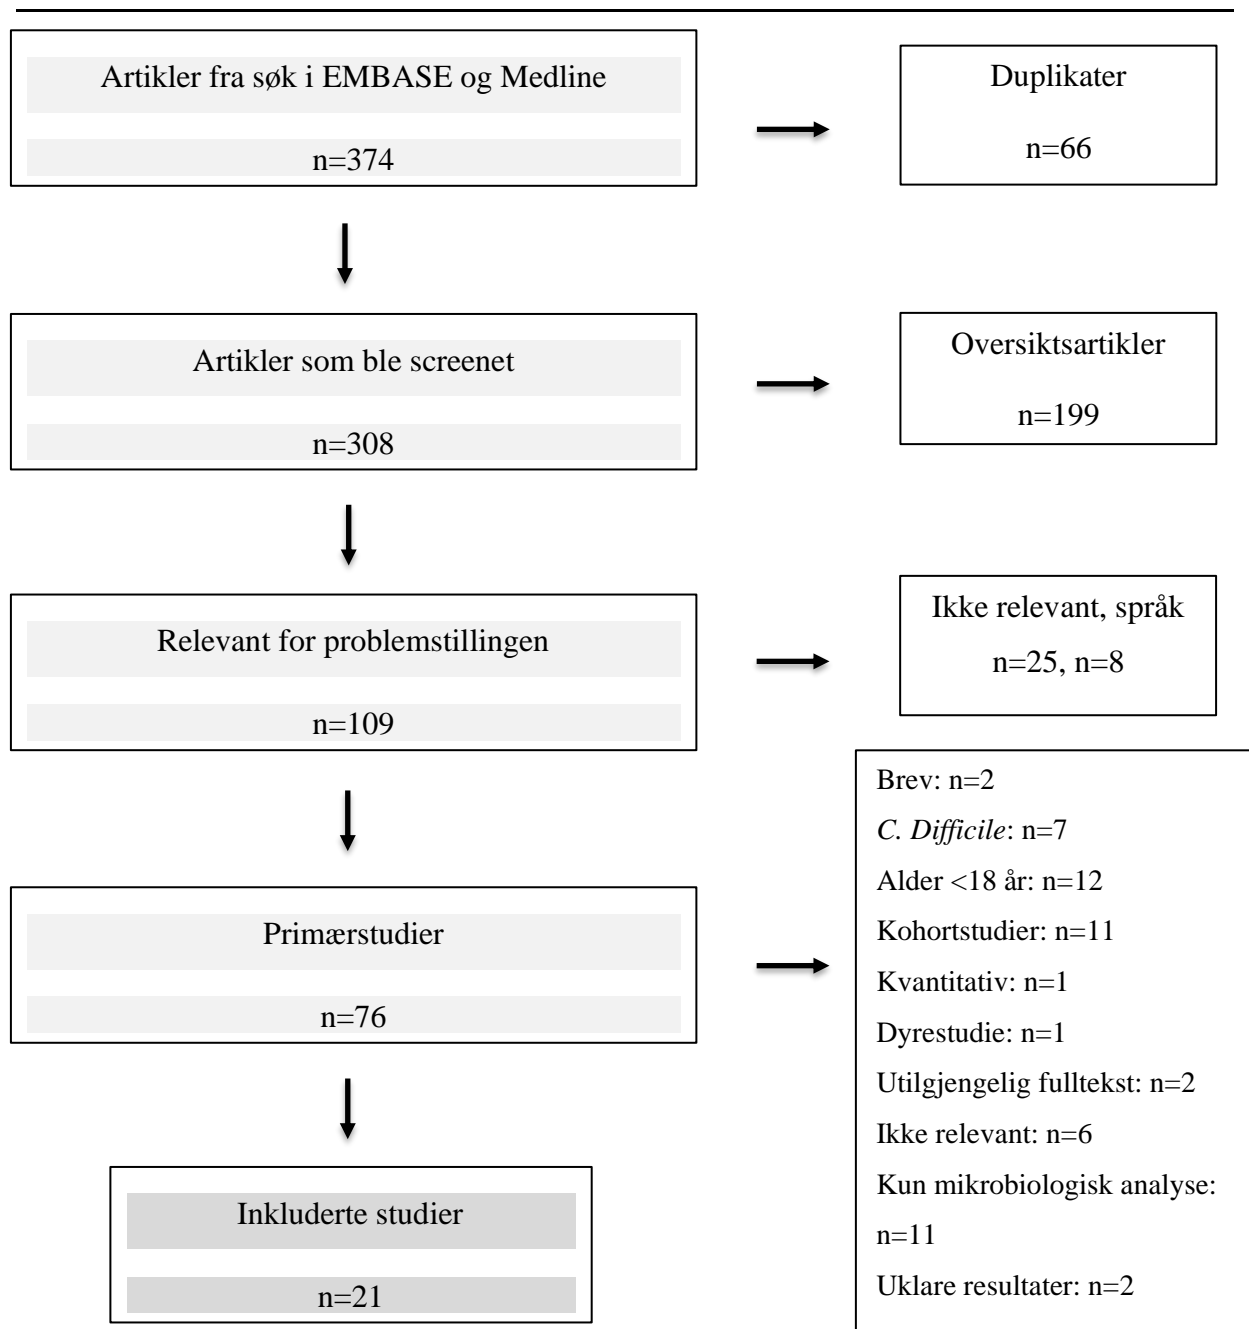 Artikler fra søk i EMBASE og Medline
n=374
Duplikater
n=66
Artikler som ble screenet
n=308
Oversiktsartikler
n=199
Relevant for problemstillingen
n=109
Ikke relevant, språk
n=25, n=8
Primærstudier
n=76
Brev: n=2
C. Difficile: n=7
Alder <18 år: n=12
Kohortstudier: n=11
Kvantitativ: n=1
Dyrestudie: n=1
Utilgjengelig fulltekst: n=2
Ikke relevant: n=6
Kun mikrobiologisk analyse:
n=11
Uklare resultater: n=2
Inkluderte studier
n=21